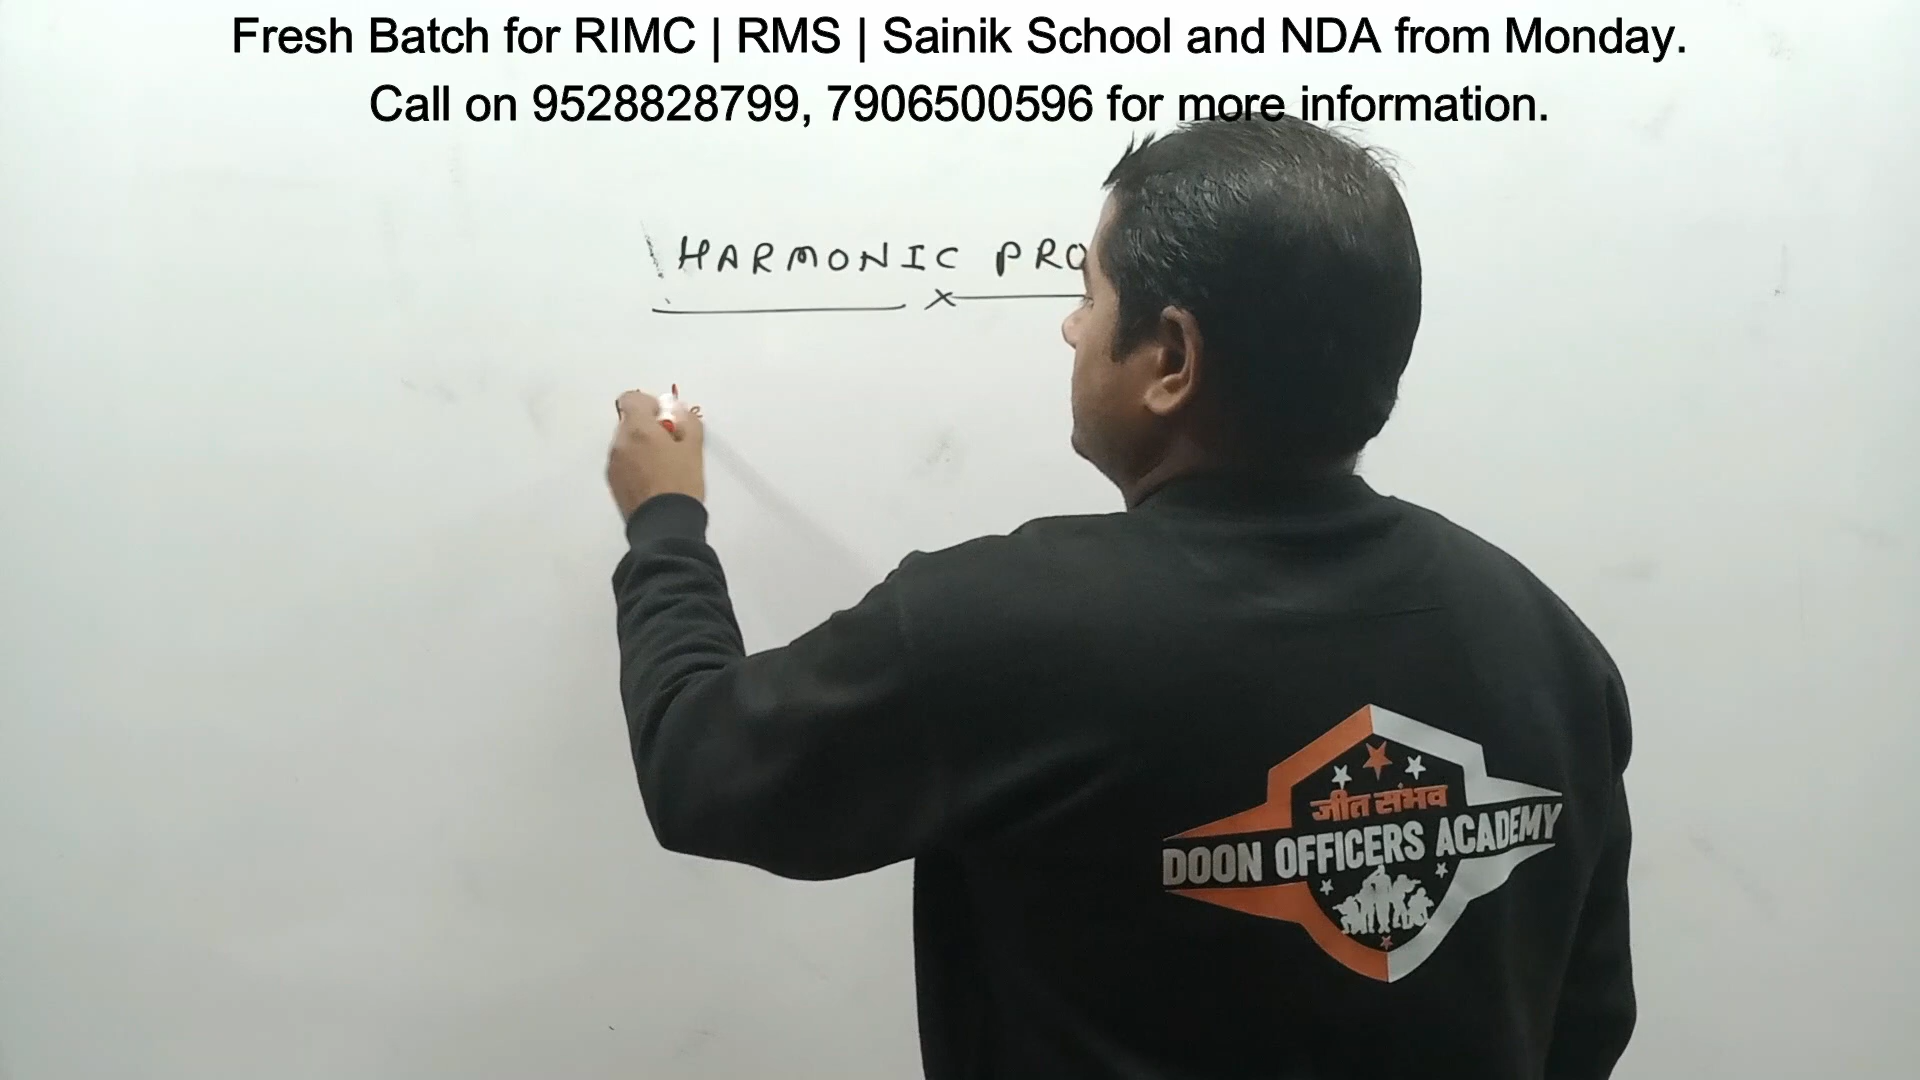 Fresh Batch for RIMC | RMS | Sainik School and NDA from Monday.
Call on 9528828799, 7906500596 for more information.
HARMONIC PRO
जीत संभव
DOON OFFICERS ACADEMY